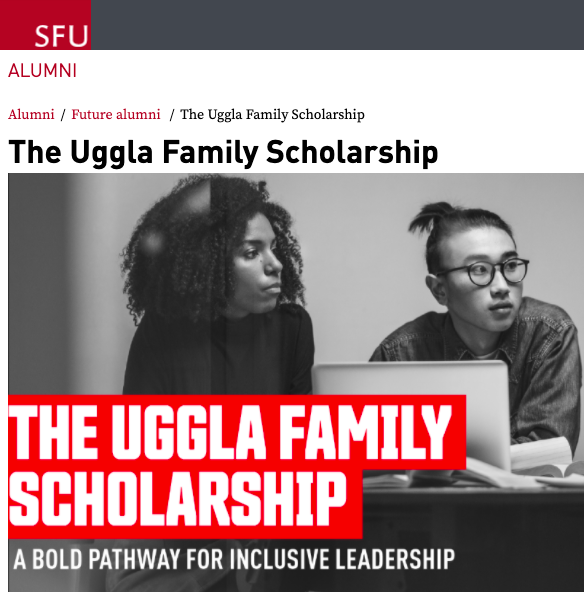 SFU
ALUMNI
Alumni / Future alumni / The Uggla Family Scholarship
The Uggla Family Scholarship
THE UGGLA FAMILY
SCHOLARSHIP
A BOLD PATHWAY FOR INCLUSIVE LEADERSHIP